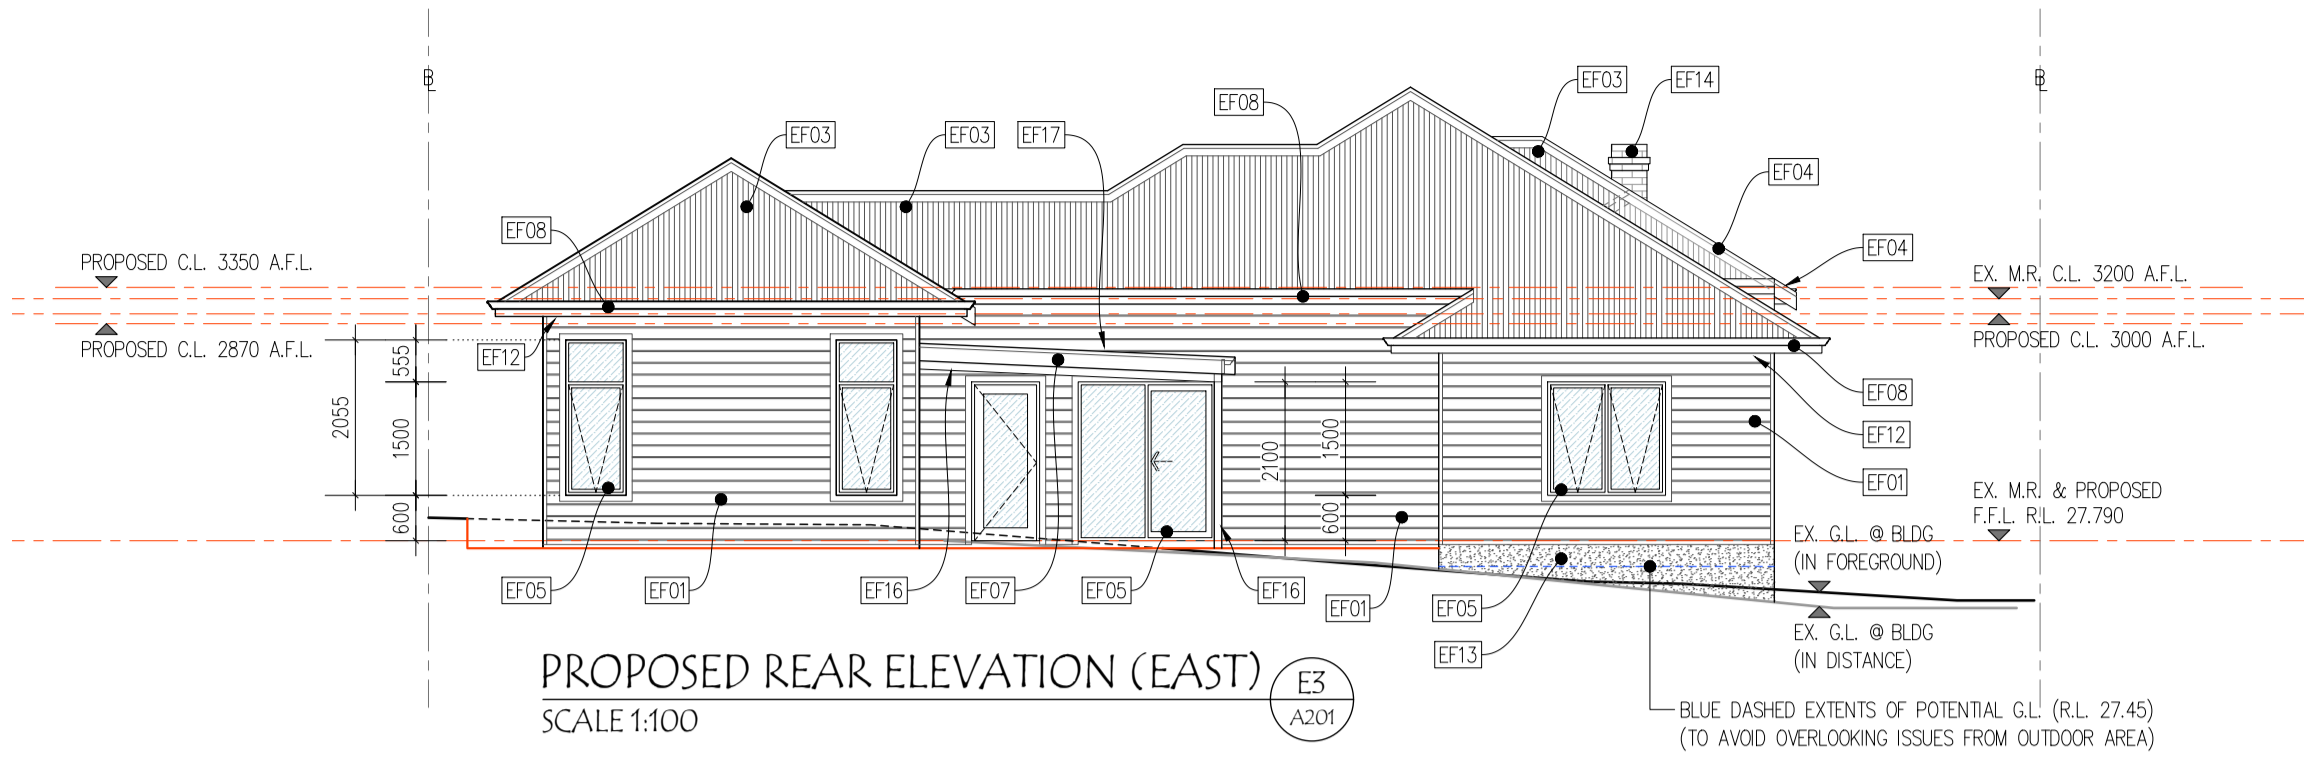 EF03
EF14
EF08
EF03
EF03
EF17
EF04
EF08
EF04
PROPOSED C.L. 3350 A.F.L.
EX. M.R. C.L. 3200 A.F.L.
PROPOSED C.L. 2870 A.F.L.
PROPOSED C.L. 3000 A.F.L.
EF12
EF08
EF12
EF01
2055
555
1500
600
2100
1500
600
EX. M.R. & PROPOSED
F.F.L. R.L. 27.790
EX. G.L. @ BLDG
(IN FOREGROUND)
EF05
EF01
EF16
EF07
EF05
EF16
EF01
EF05
EF13
EX. G.L. @ BLDG
(IN DISTANCE)
PROPOSED REAR ELEVATION (EAST)
SCALE 1:100
E3
A201
BLUE DASHED EXTENTS OF POTENTIAL G.L. (R.L. 27.45)
(TO AVOID OVERLOOKING ISSUES FROM OUTDOOR AREA)